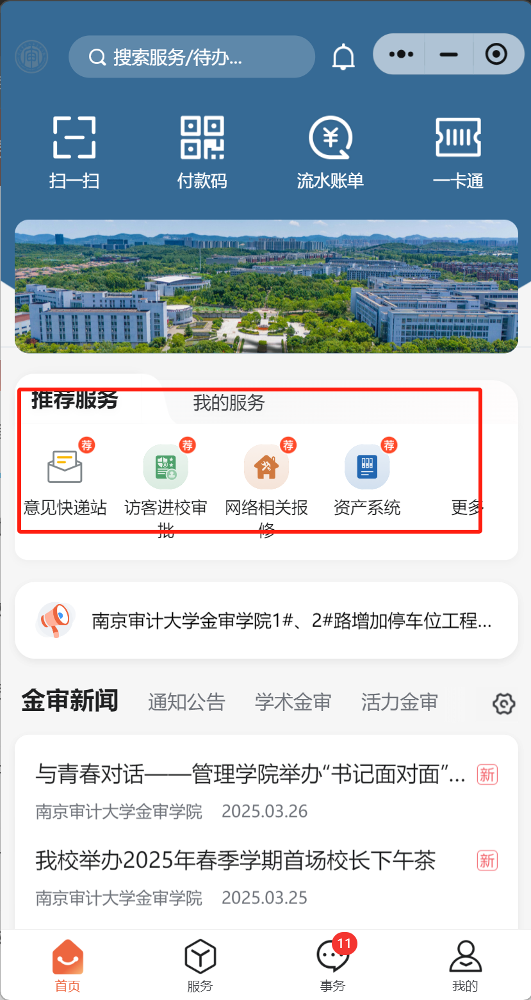 搜索服务/待办...
扫一扫
付款码
流水账单
一卡通
推荐服务
我的服务
荐
荐
荐
荐
意见快递站
访客进校审
批
网络相关报
修
资产系统
更多
南京审计大学金审学院1#、2#路增加停车位工程...
金审新闻
通知公告
学术金审
活力金审
与青春对话——管理学院举办“书记面对面”...
新
南京审计大学金审学院 2025.03.26
我校举办2025年春季学期首场校长下午茶
新
南京审计大学金审学院 2025.03.25
11
首页
服务
事务
我的